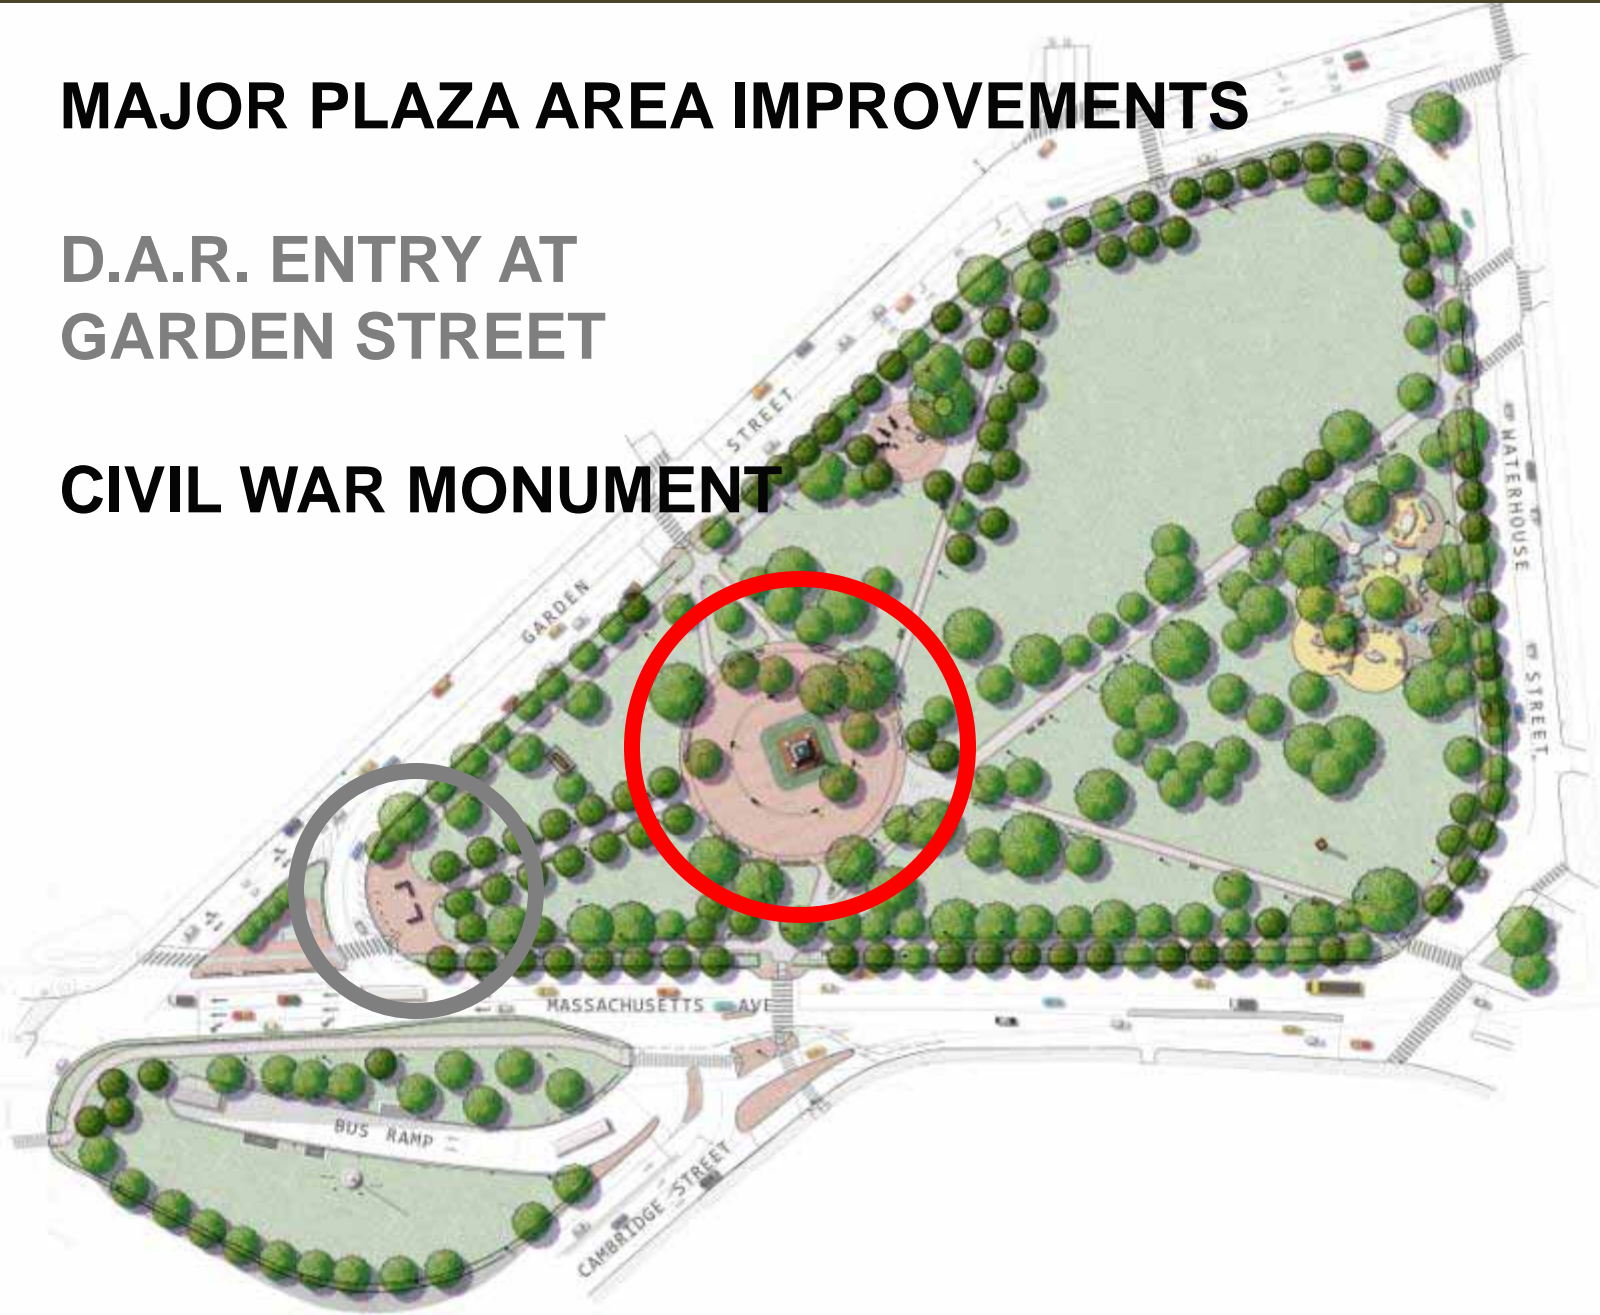 MAJOR PLAZA AREA IMPROVEMENTS
D.A.R. ENTRY AT
GARDEN STREET
CIVIL WAR MONUMENT
GARDEN STREET
WATERHOUSE STREET
MASSACHUSETTS AVE
BUS RAMP
CAMBRIDGE STREET